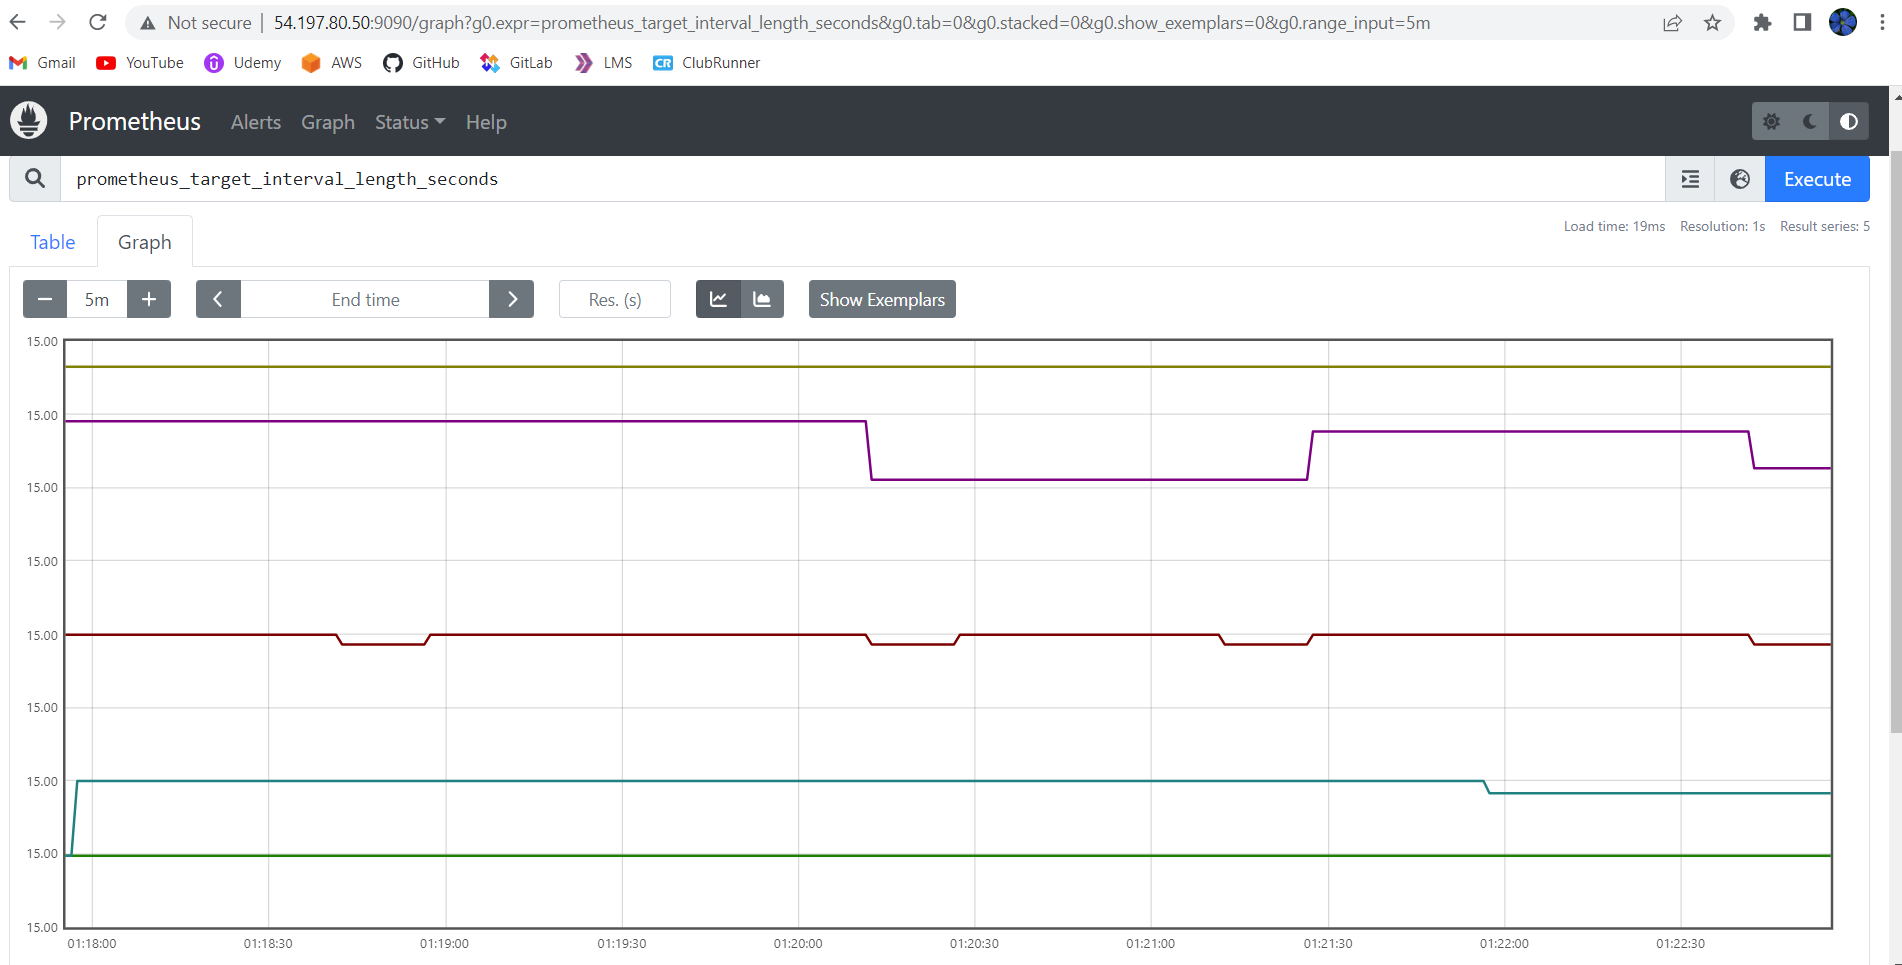 Not secure | 54.197.80.50:9090/graph?g0.expr=prometheus_target_interval_length_seconds&g0.tab=0&g0.stacked=0&g0.show_exemplars=0&g0.range_input=5m
Gmail YouTube Udemy AWS GitHub GitLab LMS CR ClubRunner
Prometheus Alerts Graph Status Help
prometheus_target_interval_length_seconds Execute
Table Graph Load time: 19ms Resolution: 1s Result series: 5
5m End time Res. (s) Show Exemplars
15.00
15.00
15.00
15.00
15.00
15.00
15.00
15.00
15.00
01:18:00 01:18:30 01:19:00 01:19:30 01:20:00 01:20:30 01:21:00 01:21:30 01:22:00 01:22:30